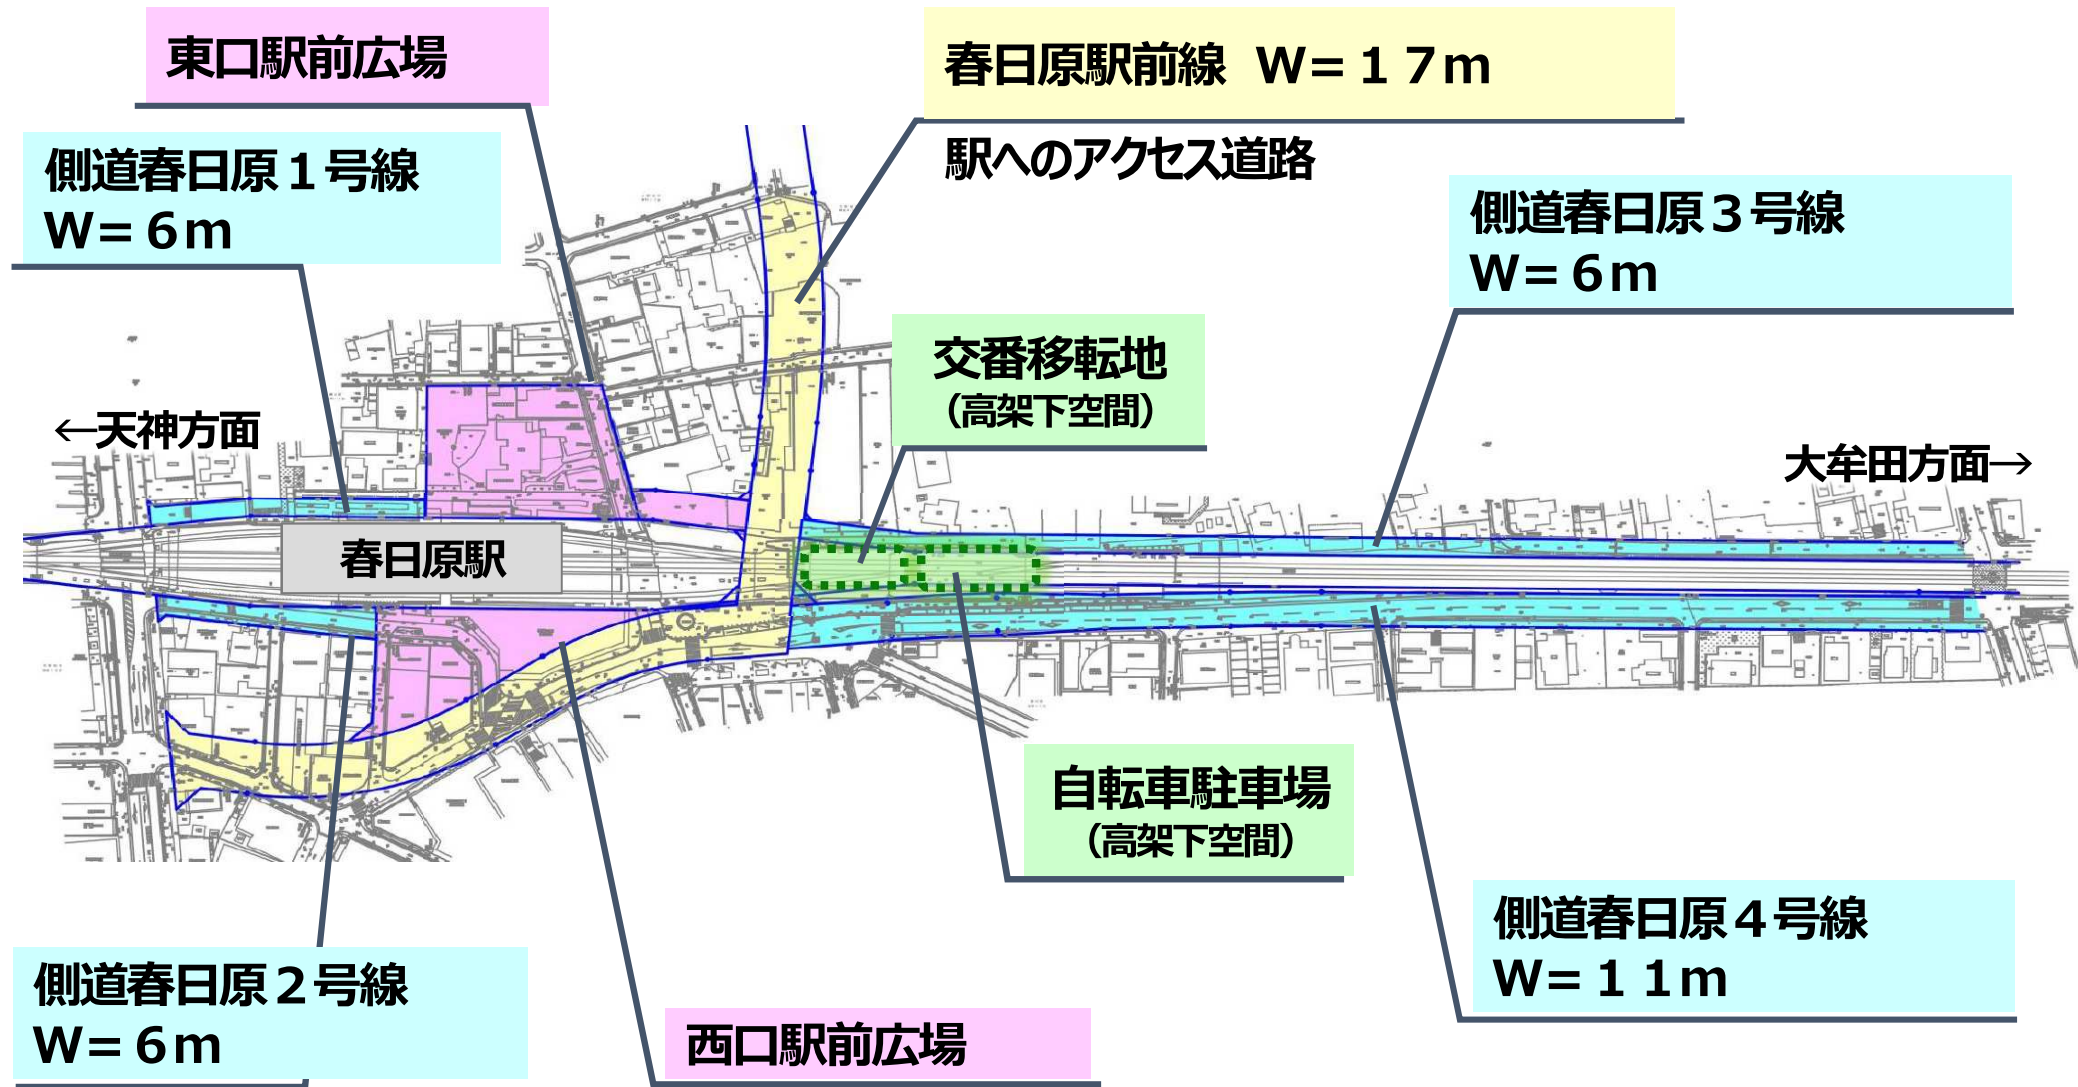 東口駅前広場
春日原駅前線 W=１７m
駅へのアクセス道路
側道春日原１号線
W=６m
側道春日原３号線
W=６m
交番移転地
（高架下空間）
←天神方面
大牟田方面→
春日原駅
自転車駐車場
（高架下空間）
側道春日原４号線
W=１１m
側道春日原２号線
W=６m
西口駅前広場